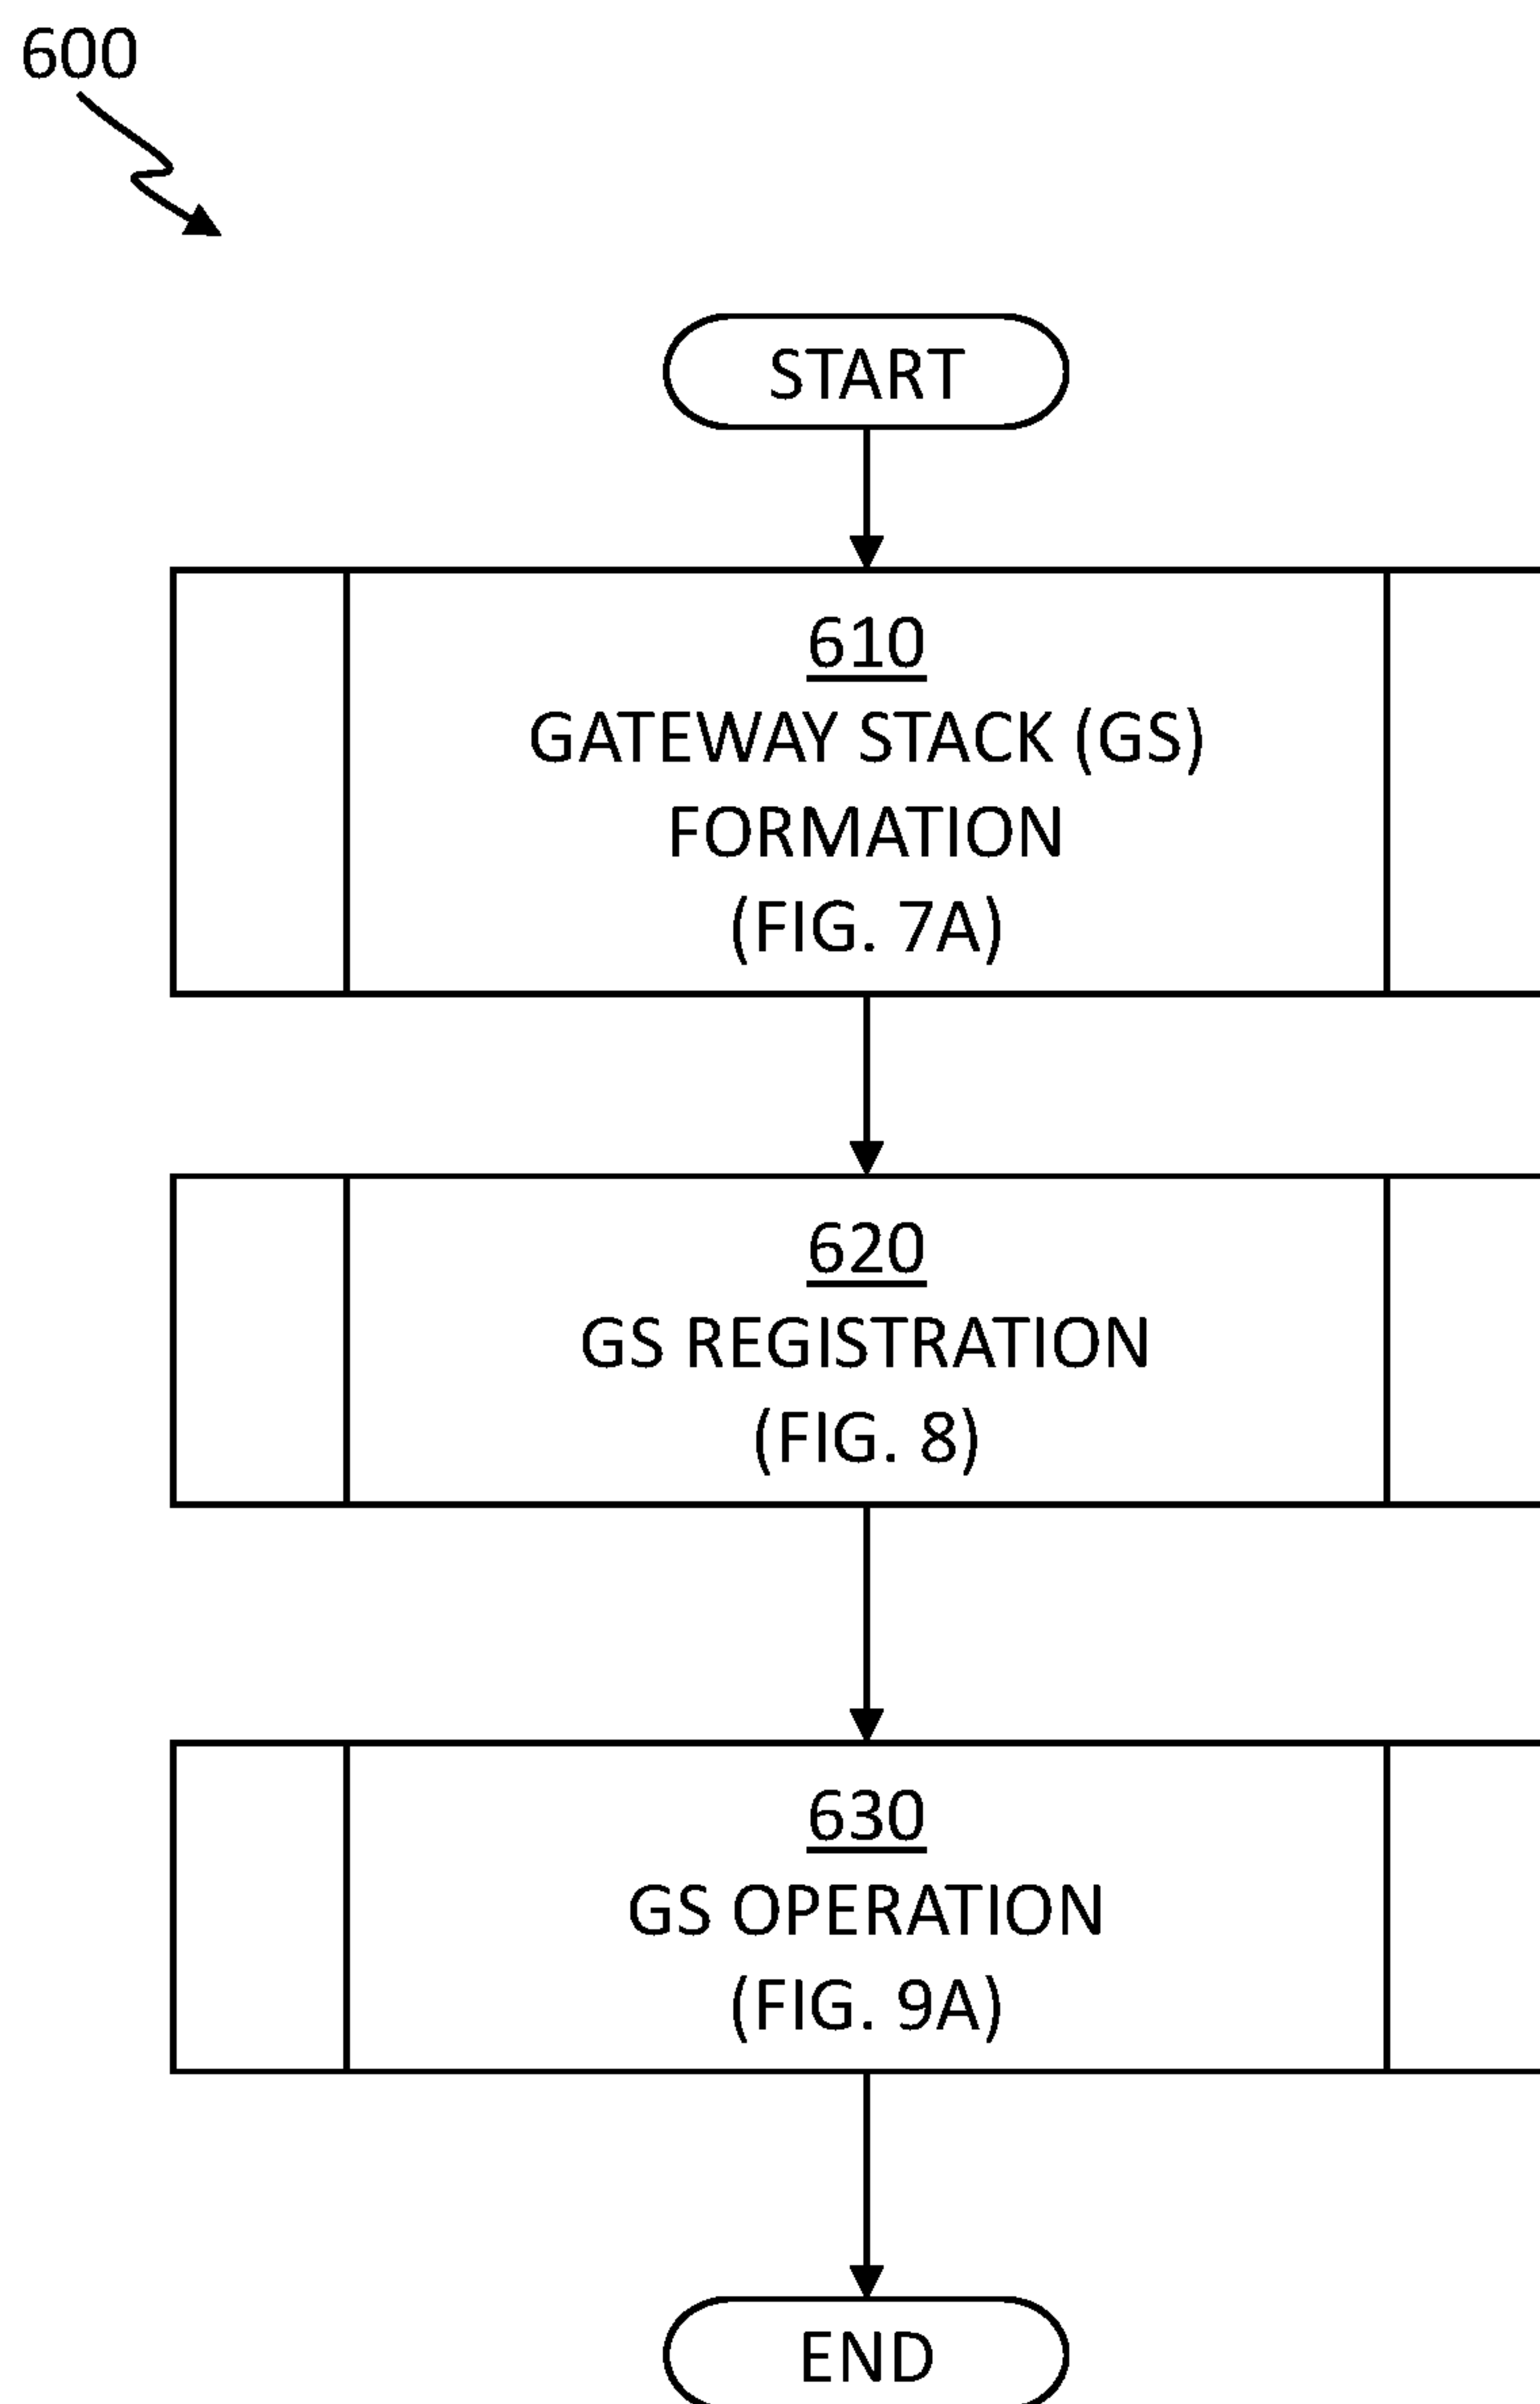 600
START
610
GATEWAY STACK (GS)
FORMATION
(FIG. 7A)
620
GS REGISTRATION
(FIG. 8)
630
GS OPERATION
(FIG. 9A)
END